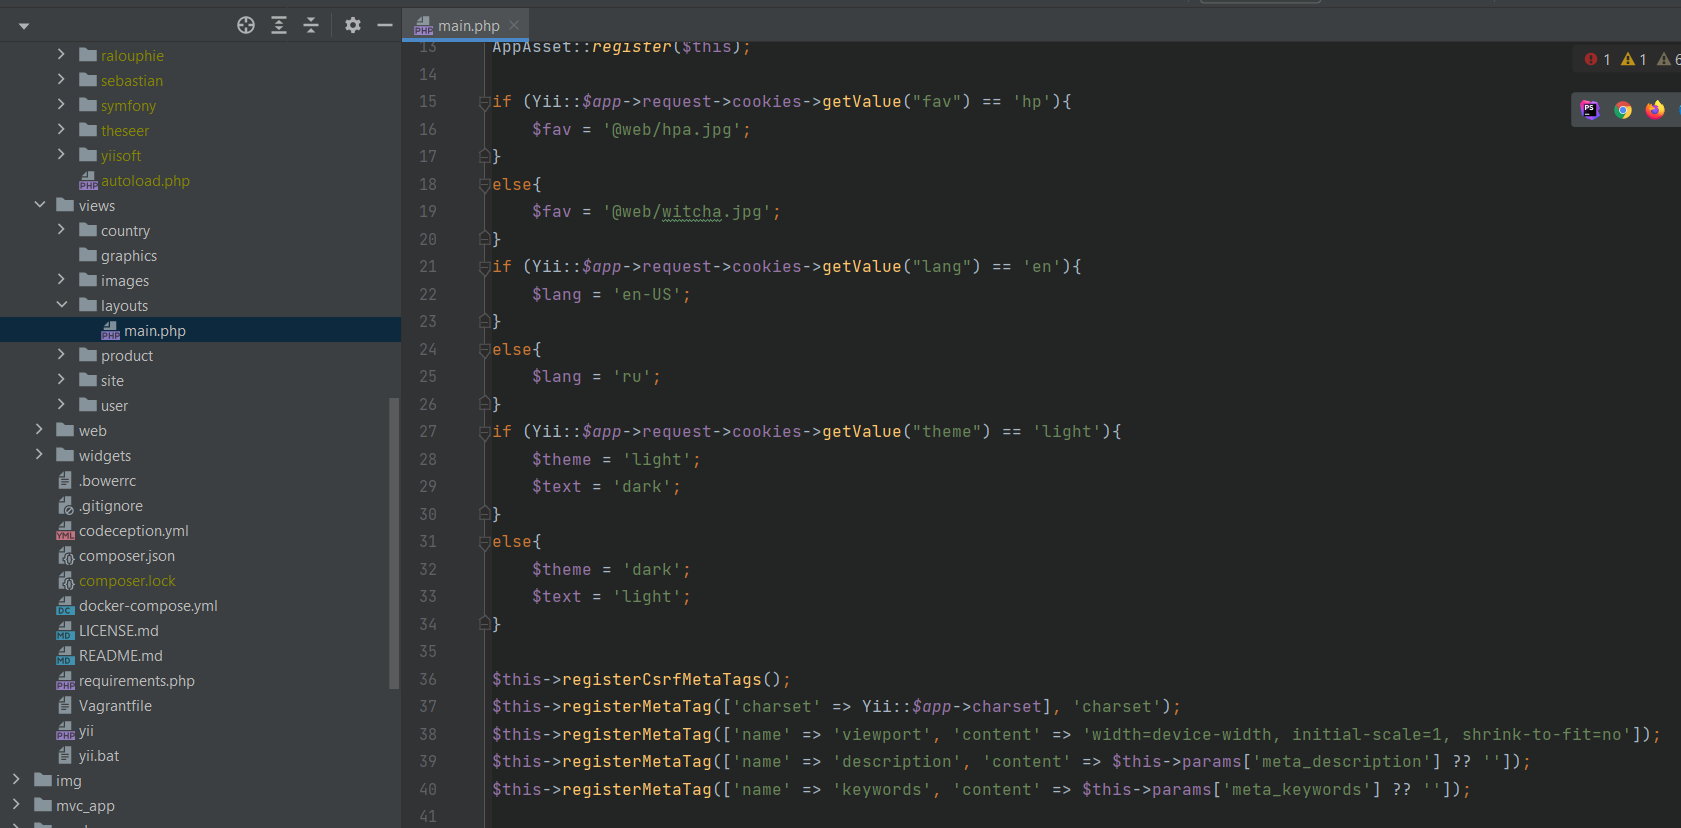 ralouphie
sebastian
symfony
theseer
yiisoft
autoload.php
views
country
graphics
images
layouts
main.php
product
site
user
web
widgets
.bowerrc
.gitignore
codeception.yml
composer.json
composer.lock
docker-compose.yml
LICENSE.md
README.md
requirements.php
Vagrantfile
yii
yii.bat
img
mvc_app
main.php
1 1 6
13 AppAsset::register($this);
14
15 if (Yii::$app->request->cookies->getValue("fav") == 'hp'){
16 $fav = '@web/hpa.jpg';
17 }
18 else{
19 $fav = '@web/witcha.jpg';
20 }
21 if (Yii::$app->request->cookies->getValue("lang") == 'en'){
22 $lang = 'en-US';
23 }
24 else{
25 $lang = 'ru';
26 }
27 if (Yii::$app->request->cookies->getValue("theme") == 'light'){
28 $theme = 'light';
29 $text = 'dark';
30 }
31 else{
32 $theme = 'dark';
33 $text = 'light';
34 }
35
36 $this->registerCsrfMetaTags();
37 $this->registerMetaTag(['charset' => Yii::$app->charset], 'charset');
38 $this->registerMetaTag(['name' => 'viewport', 'content' => 'width=device-width, initial-scale=1, shrink-to-fit=no']);
39 $this->registerMetaTag(['name' => 'description', 'content' => $this->params['meta_description'] ?? '']);
40 $this->registerMetaTag(['name' => 'keywords', 'content' => $this->params['meta_keywords'] ?? '']);
41